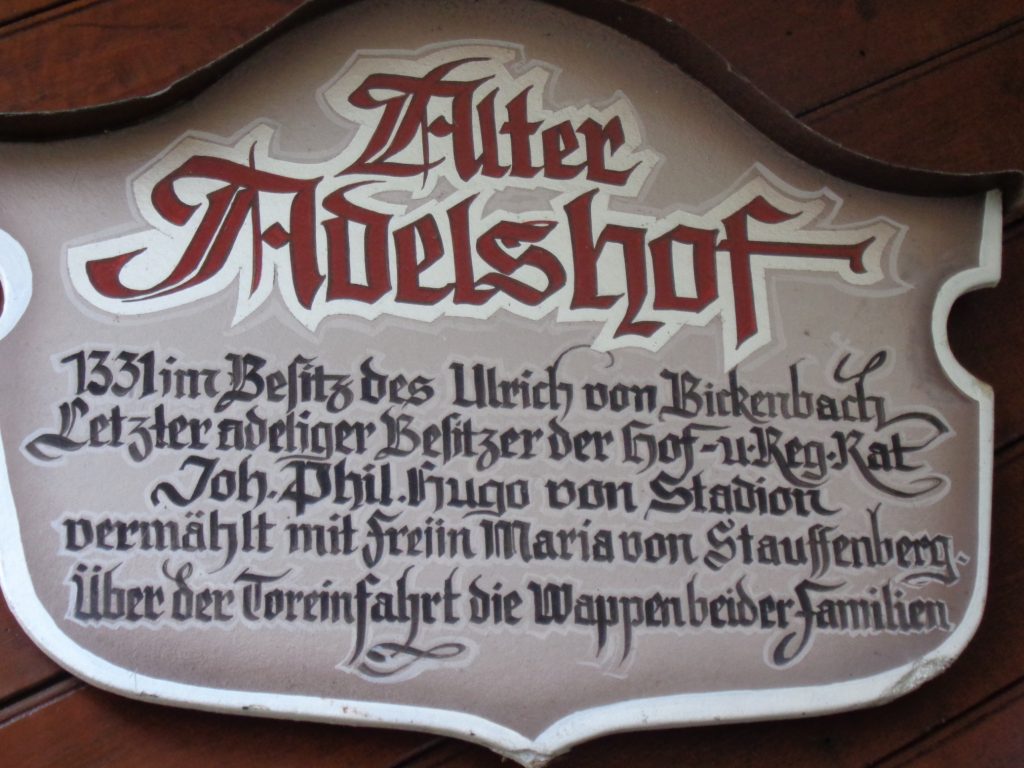 Alter
Adelshof
1331 im Besitz des Ulrich von Bickenbach
Letzter adeliger Besitzer der Hof- u. Reg. Rat
Joh. Phil. Hugo von Stadion
vermählt mit Freiin Maria von Stauffenberg.
Über der Toreinfahrt die Wappen beider Familien